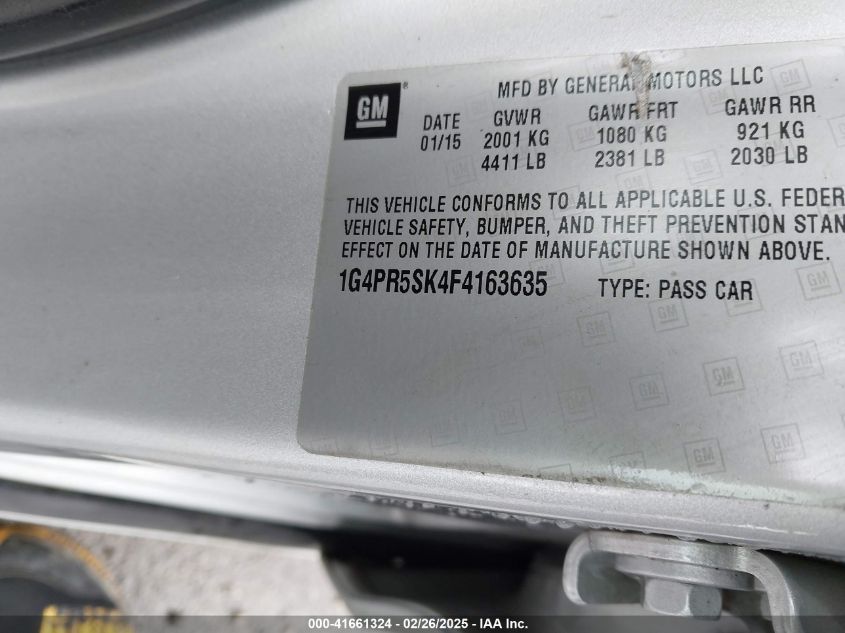 GM
MFD BY GENERAL MOTORS LLC
DATE GVWR GAWR FRT GAWR RR
01/15 2001 KG 1080 KG 921 KG
4411 LB 2381 LB 2030 LB
THIS VEHICLE CONFORMS TO ALL APPLICABLE U.S. FEDER
VEHICLE SAFETY, BUMPER, AND THEFT PREVENTION STAN
EFFECT ON THE DATE OF MANUFACTURE SHOWN ABOVE.
1G4PR5SK4F4163635 TYPE: PASS CAR
000-41661324 - 02/26/2025 - IAA Inc.